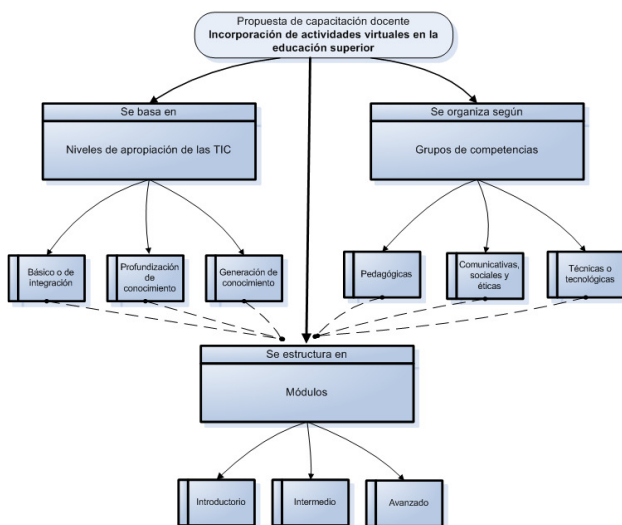 Propuesta de capacitación docente
Incorporación de actividades virtuales en la
educación superior
Se basa en
Niveles de apropiación de las TIC
Se organiza según
Grupos de competencias
Básico o de
integración
Profundización
de
conocimiento
Generación de
conocimiento
Pedagógicas
Comunicativas,
sociales y
éticas
Técnicas o
tecnológicas
Se estructura en
Módulos
Introductorio
Intermedio
Avanzado